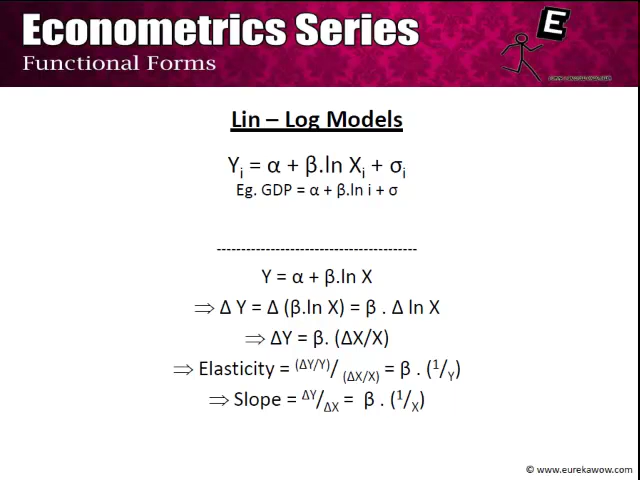 Econometrics Series
Functional Forms
E
Lin – Log Models
Yi = α + β.ln Xi + σi
Eg. GDP = α + β.ln i + σ
-----------------------------------------
Y = α + β.ln X
⇒ Δ Y = Δ (β.ln X) = β . Δ ln X
⇒ ΔY = β. (ΔX/X)
⇒ Elasticity = (ΔY/Y)/ (ΔX/X) = β . (1/Y)
⇒ Slope = ΔY/ΔX = β . (1/X)
© www.eurekawow.com